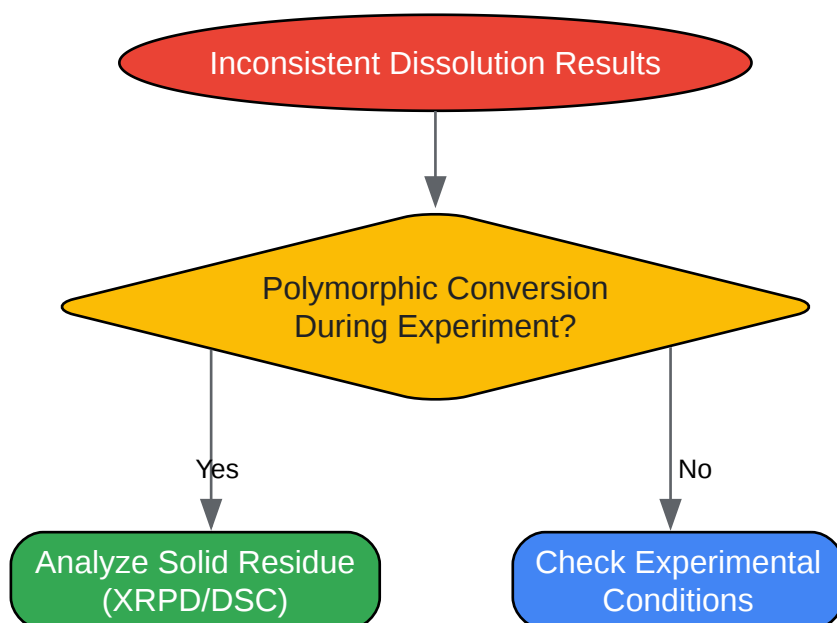 Inconsistent Dissolution Results
Polymorphic Conversion
During Experiment?
Yes
No
Analyze Solid Residue
(XRPD/DSC)
Check Experimental
Conditions